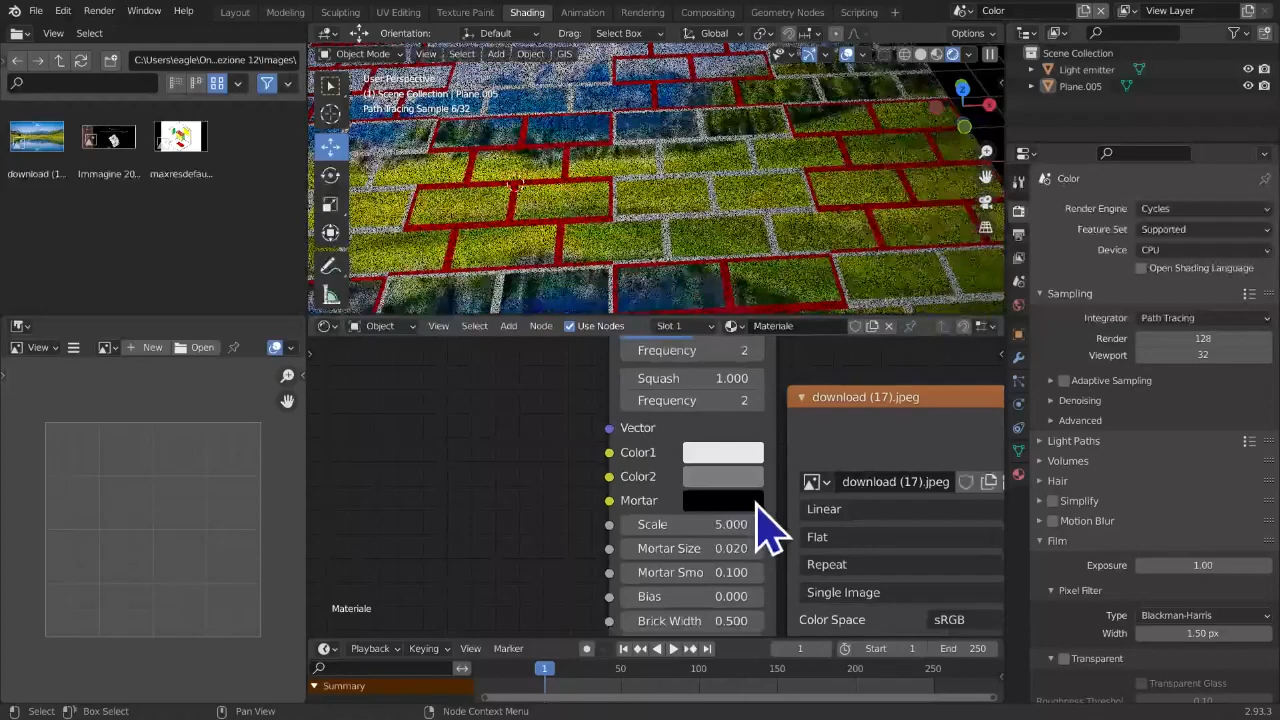 File Edit Render Window Help Layout Modeling Sculpting UV Editing Texture Paint Shading Animation Rendering Compositing Geometry Nodes Scripting + Color View Layer
View Select Orientation: Default Drag: Select Box Global Options
C:\Users\eagle\On...ezione 12\Images\ Object Mode View Select Add Object GIS
User Perspective
(1) Scene Collection | Plane.005
Path Tracing Sample 6/32
download (1... Immagine 20... maxresdefau...
Scene Collection
Light emitter
Plane.005
Color
Render Engine Cycles
Feature Set Supported
Device CPU
Open Shading Language
Sampling
Integrator Path Tracing
Render 128
Viewport 32
Adaptive Sampling
Denoising
Advanced
Light Paths
Volumes
Hair
Simplify
Motion Blur
Film
Exposure 1.00
Pixel Filter
Type Blackman-Harris
Width 1.50 px
Transparent
Transparent Glass
Roughness Threshol 0.10
View New Open
Object View Select Add Node Use Nodes Slot 1 Materiale
Frequency 2
Squash 1.000
Frequency 2
Vector
Color1
Color2
Mortar
Scale 5.000
Mortar Size 0.020
Mortar Smo 0.100
Bias 0.000
Brick Width 0.500
download (17).jpeg
download (17).jpeg
Linear
Flat
Repeat
Single Image
Color Space sRGB
Materiale
Playback Keying View Marker 1 Start 1 End 250
1 50 100 150 200 250
Summary
Select Box Select Pan View Node Context Menu 2.93.3